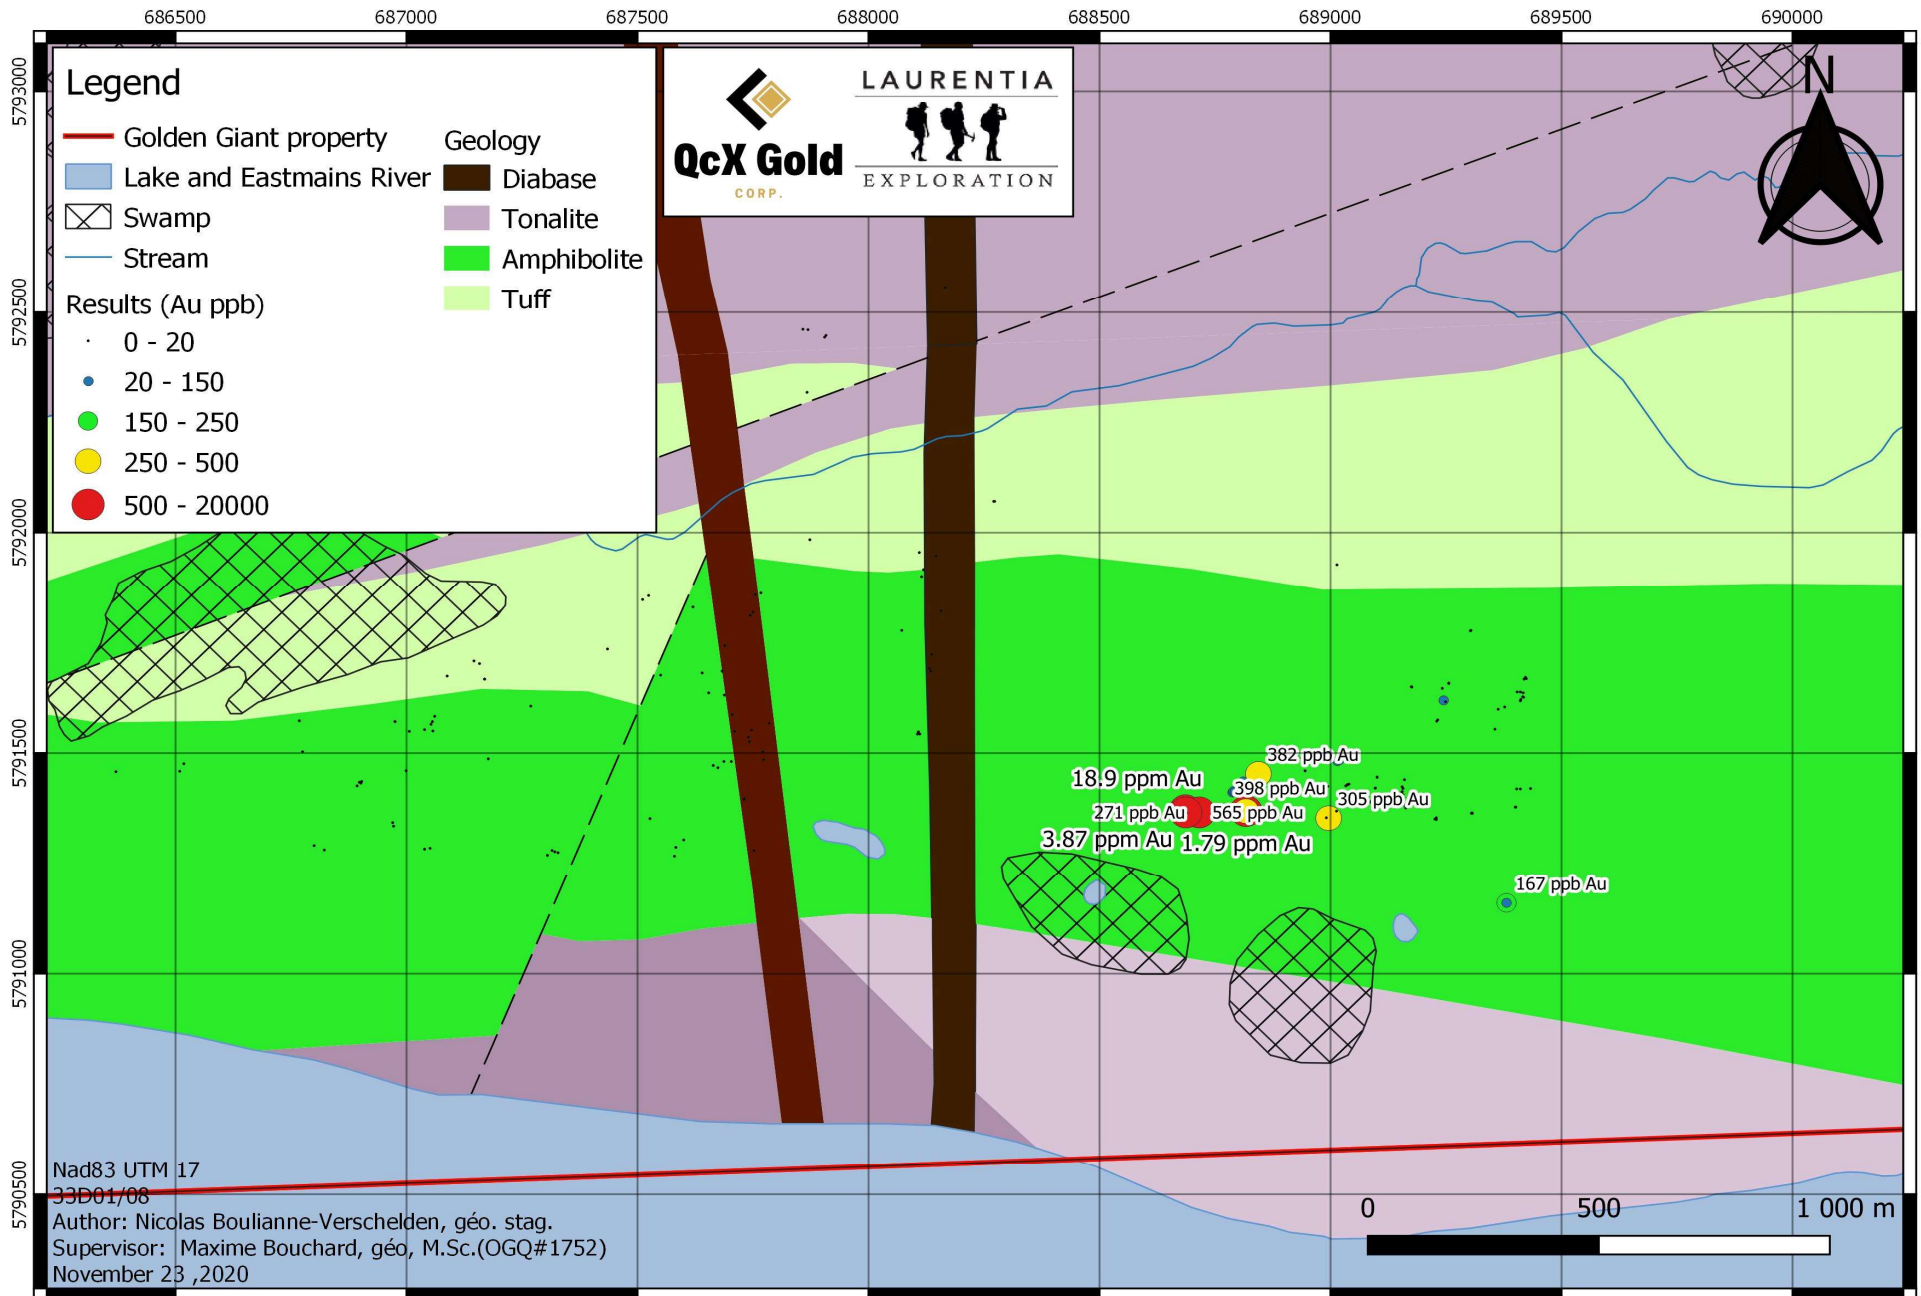 686500 687000 687500 688000 688500 689000 689500 690000
5793000
5792500
5792000
5791500
5791000
5790500
Legend
Golden Giant property
Lake and Eastmains River
Swamp
Stream
Results (Au ppb)
0 - 20
20 - 150
150 - 250
250 - 500
500 - 20000
Geology
Diabase
Tonalite
Amphibolite
Tuff
QcX Gold
CORP.
LAURENTIA
EXPLORATION
N
382 ppb Au
18.9 ppm Au
398 ppb Au
305 ppb Au
271 ppb Au
565 ppb Au
3.87 ppm Au
1.79 ppm Au
167 ppb Au
Nad83 UTM 17
33D01/08
Author: Nicolas Boulianne-Verschelden, géo. stag.
Supervisor: Maxime Bouchard, géo, M.Sc.(OGQ#1752)
November 23 ,2020
0 500 1 000 m